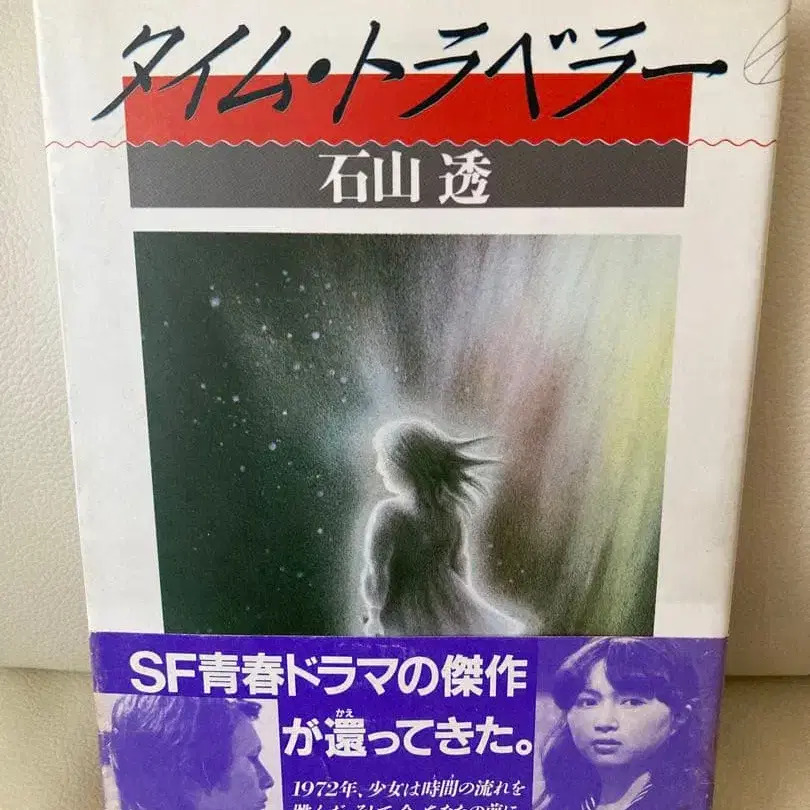 タイム・トラベラー
石山 透
SF青春ドラマの傑作
が還ってきた。
かえ
1972年、少女は時間の流れを